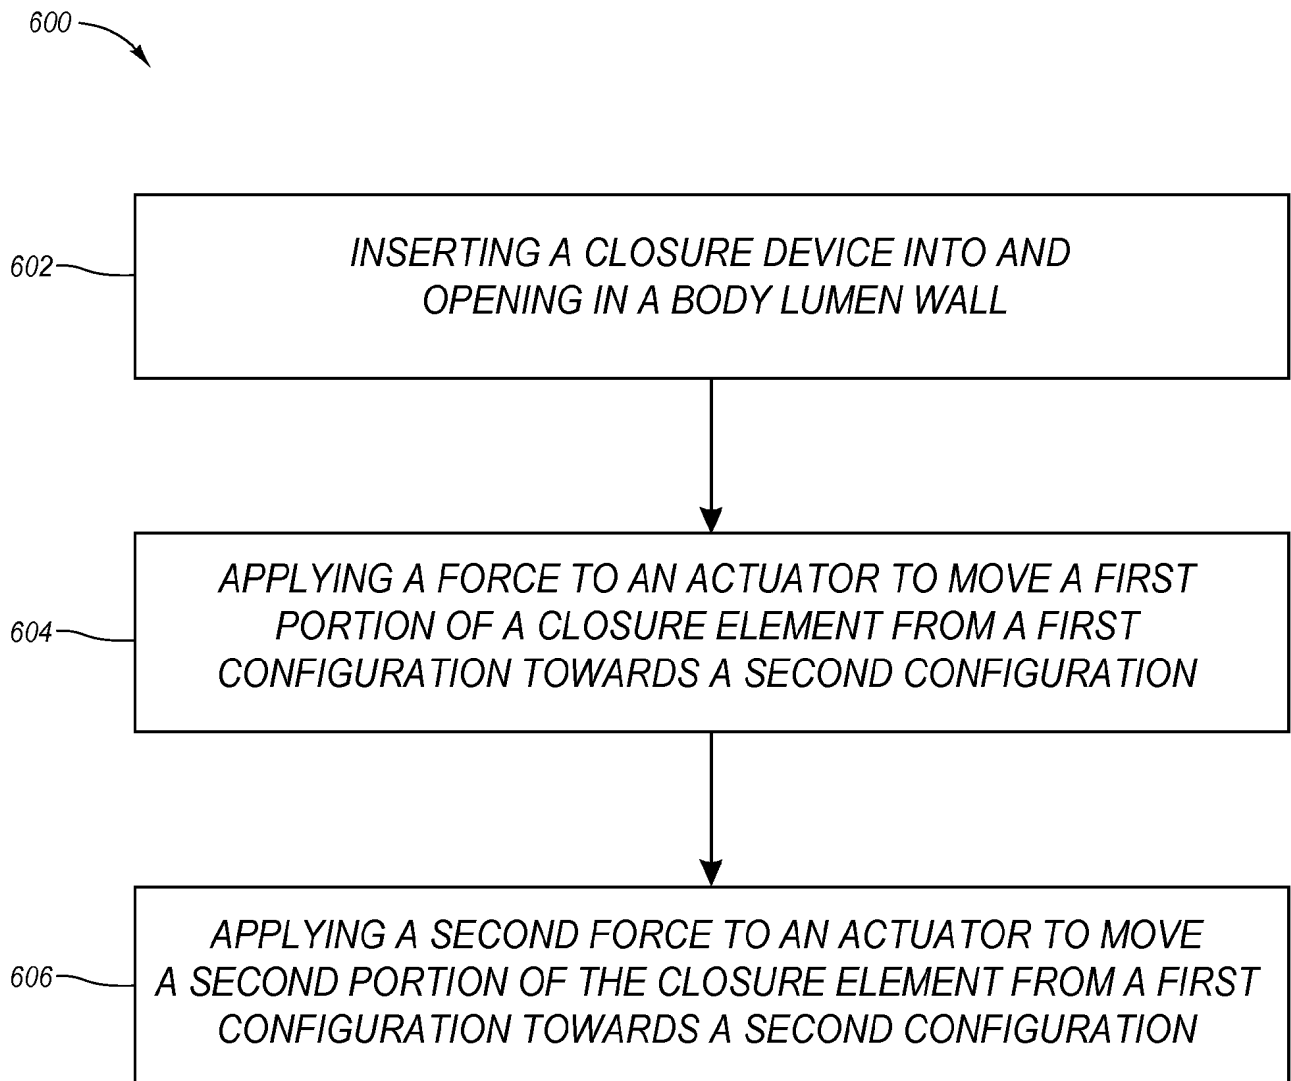 600
602
INSERTING A CLOSURE DEVICE INTO AND
OPENING IN A BODY LUMEN WALL
604
APPLYING A FORCE TO AN ACTUATOR TO MOVE A FIRST
PORTION OF A CLOSURE ELEMENT FROM A FIRST
CONFIGURATION TOWARDS A SECOND CONFIGURATION
606
APPLYING A SECOND FORCE TO AN ACTUATOR TO MOVE
A SECOND PORTION OF THE CLOSURE ELEMENT FROM A FIRST
CONFIGURATION TOWARDS A SECOND CONFIGURATION